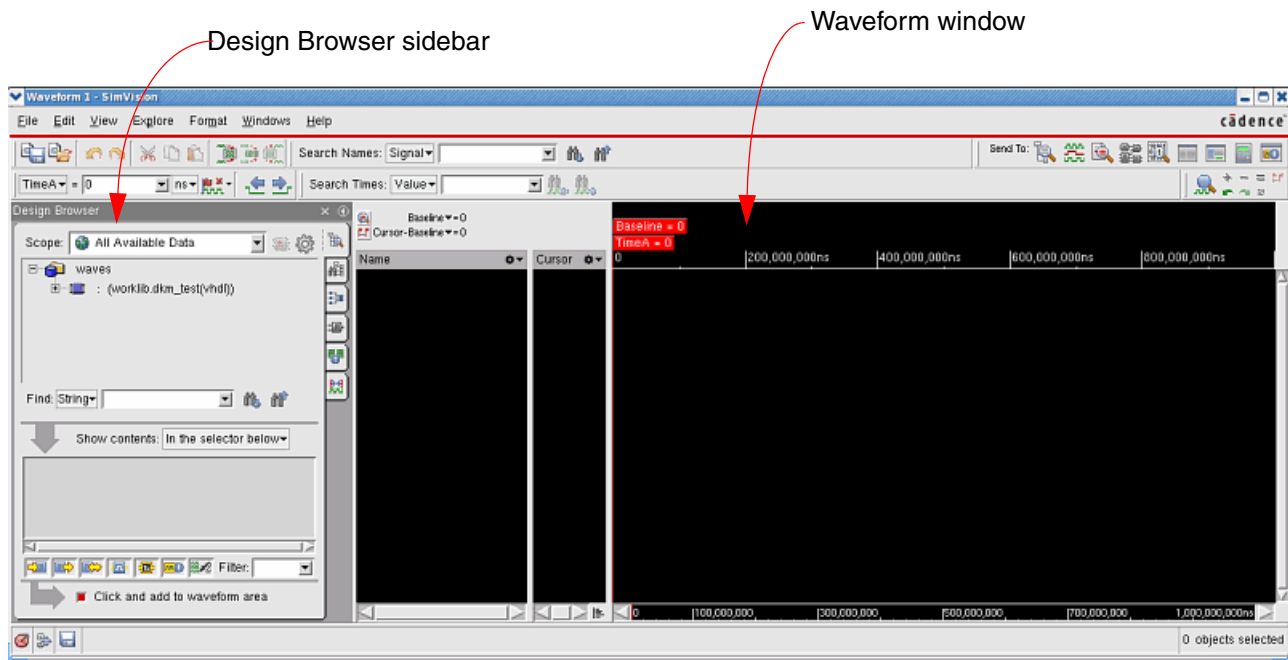 Waveform window
Design Browser sidebar
Waveform 1 - SimVision
File Edit View Explore Format Windows Help
cādence
Search Names: Signal
Send To:
TimeA = 0 ns
Search Times: Value
Design Browser
Baseline = 0
Cursor-Baseline = 0
Baseline = 0
TimeA = 0
Scope: All Available Data
Name Cursor
0 200,000,000ns 400,000,000ns 600,000,000ns 800,000,000ns
waves
: (worklib.dkm_test(vhdl))
Find: String
Show contents: In the selector below
Filter:
Click and add to waveform area
0 100,000,000 300,000,000 500,000,000 700,000,000 1,000,000,000ns
0 objects selected